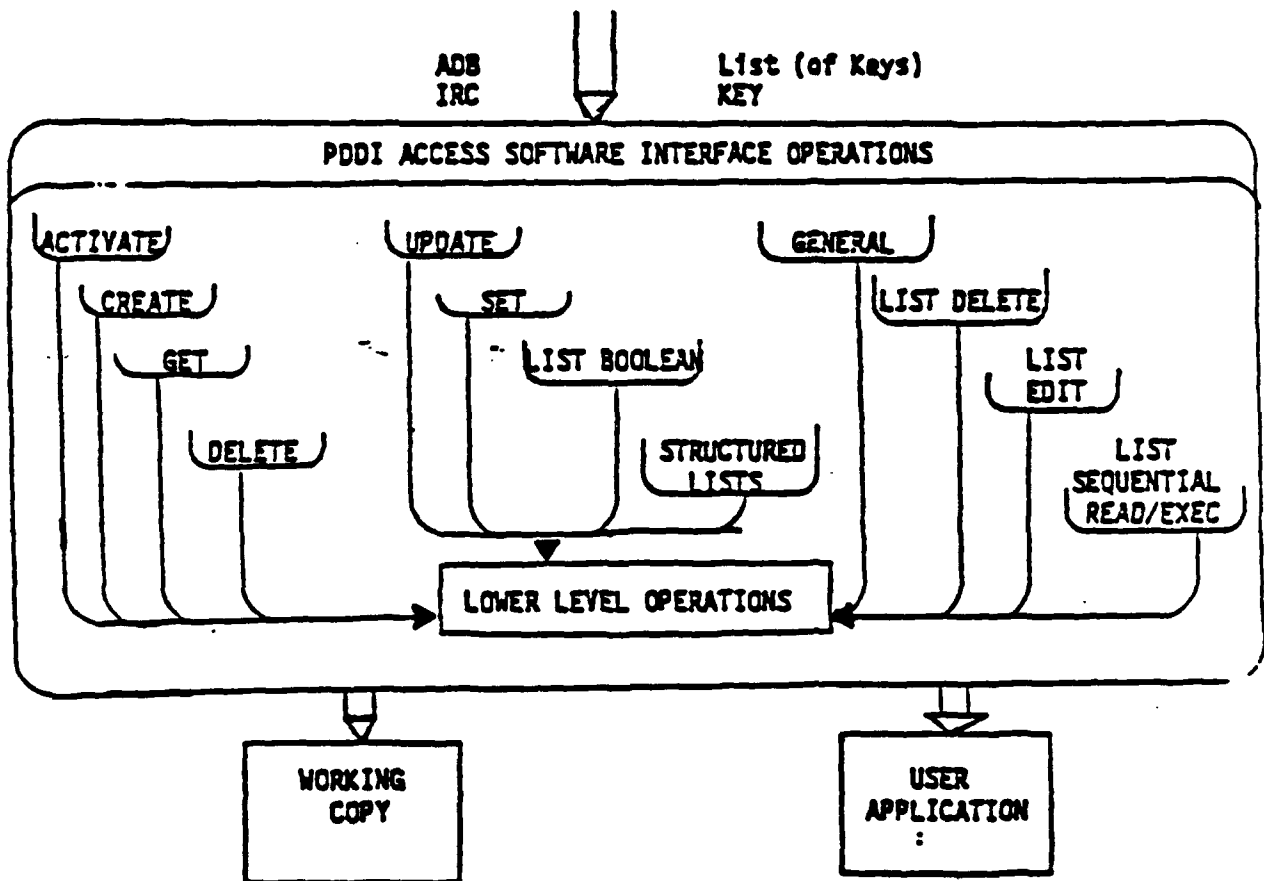 ADB
IRC
List (of Keys)
KEY
PDDI ACCESS SOFTWARE INTERFACE OPERATIONS
ACTIVATE
CREATE
GET
DELETE
UPDATE
SET
LIST BOOLEAN
STRUCTURED
LISTS
GENERAL
LIST DELETE
LIST
EDIT
LIST
SEQUENTIAL
READ/EXEC
LOWER LEVEL OPERATIONS
WORKING
COPY
USER
APPLICATION
: